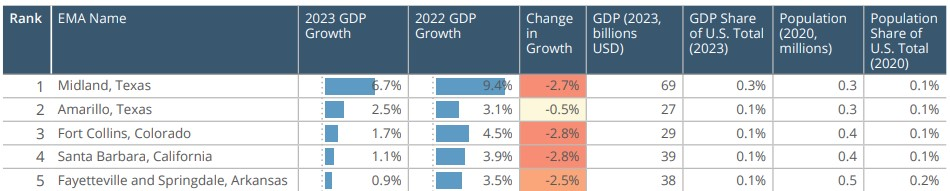 Rank EMA Name 2023 GDP Growth 2022 GDP Growth Change in Growth GDP (2023, billions USD) GDP Share of U.S. Total (2023) Population (2020, millions) Population Share of U.S. Total (2020)
1 Midland, Texas 6.7% 9.4% -2.7% 69 0.3% 0.3 0.1%
2 Amarillo, Texas 2.5% 3.1% -0.5% 27 0.1% 0.3 0.1%
3 Fort Collins, Colorado 1.7% 4.5% -2.8% 29 0.1% 0.4 0.1%
4 Santa Barbara, California 1.1% 3.9% -2.8% 39 0.1% 0.4 0.1%
5 Fayetteville and Springdale, Arkansas 0.9% 3.5% -2.5% 38 0.1% 0.5 0.2%